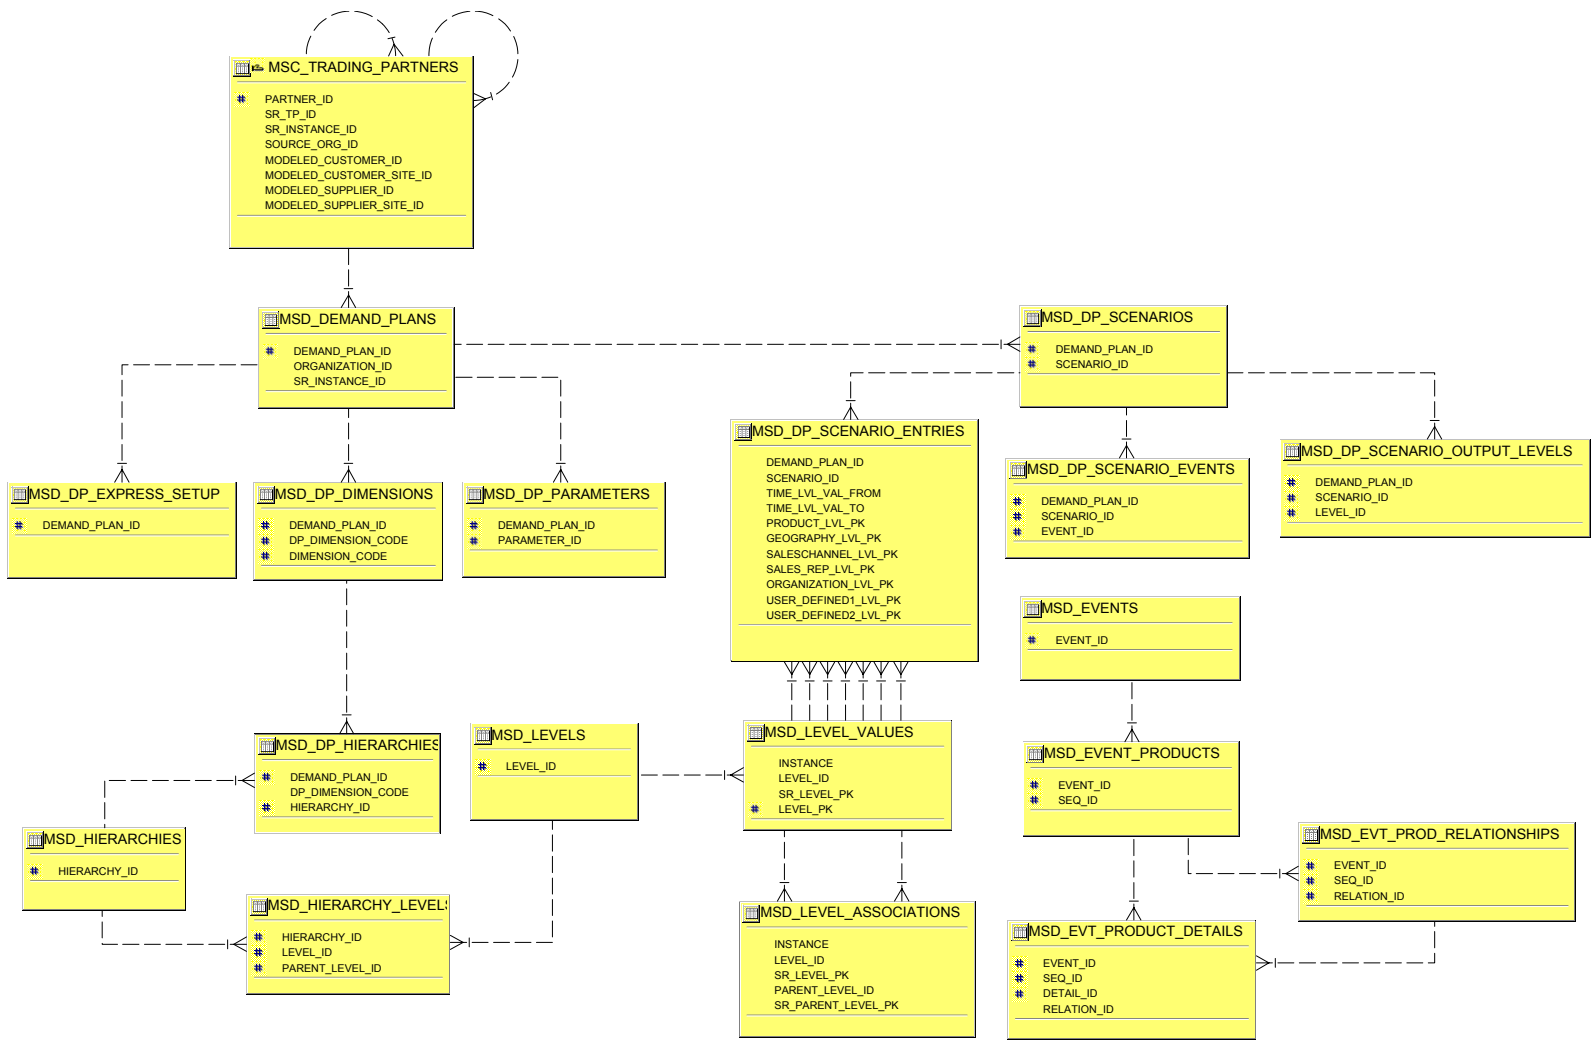 MSC_TRADING_PARTNERS
# PARTNER_ID
SR_TP_ID
SR_INSTANCE_ID
SOURCE_ORG_ID
MODELED_CUSTOMER_ID
MODELED_CUSTOMER_SITE_ID
MODELED_SUPPLIER_ID
MODELED_SUPPLIER_SITE_ID
MSD_DEMAND_PLANS
# DEMAND_PLAN_ID
ORGANIZATION_ID
SR_INSTANCE_ID
MSD_DP_SCENARIOS
# DEMAND_PLAN_ID
# SCENARIO_ID
MSD_DP_EXPRESS_SETUP
# DEMAND_PLAN_ID
MSD_DP_DIMENSIONS
# DEMAND_PLAN_ID
# DP_DIMENSION_CODE
# DIMENSION_CODE
MSD_DP_PARAMETERS
# DEMAND_PLAN_ID
# PARAMETER_ID
MSD_DP_SCENARIO_ENTRIES
DEMAND_PLAN_ID
SCENARIO_ID
TIME_LVL_VAL_FROM
TIME_LVL_VAL_TO
PRODUCT_LVL_PK
GEOGRAPHY_LVL_PK
SALESCHANNEL_LVL_PK
SALES_REP_LVL_PK
ORGANIZATION_LVL_PK
USER_DEFINED1_LVL_PK
USER_DEFINED2_LVL_PK
MSD_DP_SCENARIO_EVENTS
# DEMAND_PLAN_ID
# SCENARIO_ID
# EVENT_ID
MSD_DP_SCENARIO_OUTPUT_LEVELS
# DEMAND_PLAN_ID
# SCENARIO_ID
# LEVEL_ID
MSD_EVENTS
# EVENT_ID
MSD_DP_HIERARCHIES
# DEMAND_PLAN_ID
DP_DIMENSION_CODE
# HIERARCHY_ID
MSD_LEVELS
# LEVEL_ID
MSD_LEVEL_VALUES
INSTANCE
LEVEL_ID
SR_LEVEL_PK
# LEVEL_PK
MSD_EVENT_PRODUCTS
# EVENT_ID
# SEQ_ID
MSD_HIERARCHIES
# HIERARCHY_ID
MSD_EVT_PROD_RELATIONSHIPS
# EVENT_ID
# SEQ_ID
# RELATION_ID
MSD_HIERARCHY_LEVELS
# HIERARCHY_ID
# LEVEL_ID
# PARENT_LEVEL_ID
MSD_LEVEL_ASSOCIATIONS
INSTANCE
LEVEL_ID
SR_LEVEL_PK
PARENT_LEVEL_ID
SR_PARENT_LEVEL_PK
MSD_EVT_PRODUCT_DETAILS
# EVENT_ID
# SEQ_ID
# DETAIL_ID
RELATION_ID